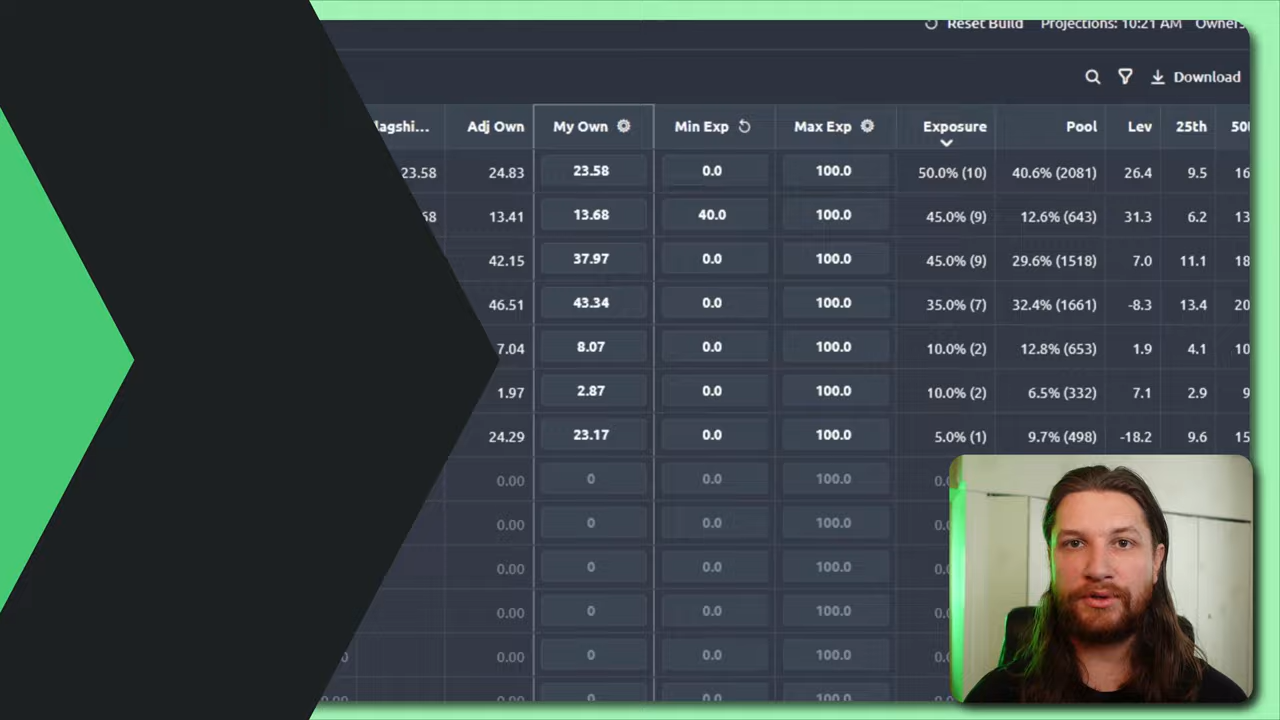 Reset Build Projections: 10:21 AM
Download
Adj Own My Own Min Exp Max Exp Exposure Pool Lev 25th
23.58 24.83 23.58 0.0 100.0 50.0% (10) 40.6% (2081) 26.4 9.5
13.41 13.68 40.0 100.0 45.0% (9) 12.6% (643) 31.3 6.2
42.15 37.97 0.0 100.0 45.0% (9) 29.6% (1518) 7.0 11.1
46.51 43.34 0.0 100.0 35.0% (7) 32.4% (1661) -8.3 13.4
7.04 8.07 0.0 100.0 10.0% (2) 12.8% (653) 1.9 4.1
1.97 2.87 0.0 100.0 10.0% (2) 6.5% (332) 7.1 2.9
24.29 23.17 0.0 100.0 5.0% (1) 9.7% (498) -18.2 9.6
0.00 0 0.0 100.0
0.00 0 0.0 100.0
0.00 0 0.0 100.0
0.00 0 0.0 100.0
0.00 0 0.0 100.0
0.00 0 0.0 100.0